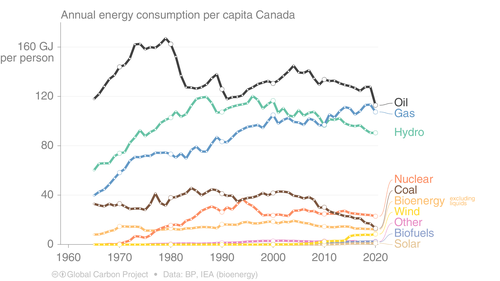 Annual energy consumption per capita Canada
160 GJ
per person
120
80
40
0
1960
1970
1980
1990
2000
2010
2020
Oil
Gas
Hydro
Nuclear
Coal
Bioenergy excluding
liquids
Wind
Other
Biofuels
Solar
Global Carbon Project • Data: BP, IEA (bioenergy)